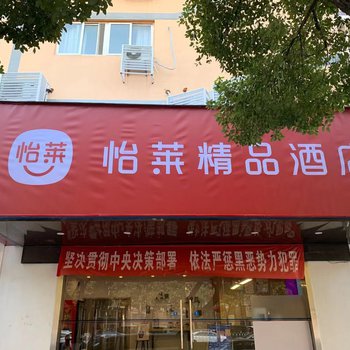 怡莱
怡莱精品酒店
坚决贯彻中央决策部署 依法严惩黑恶势力犯罪